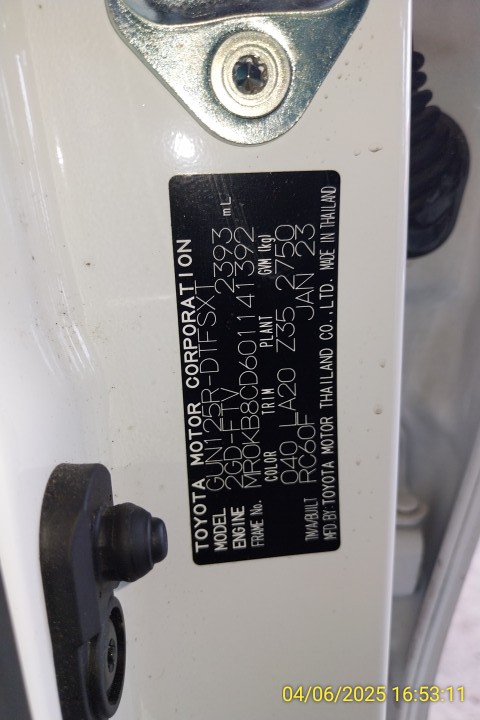 TOYOTA MOTOR CORPORATION
MODEL GUN125R-DTFSXT
ENGINE 2GD-FTV 2393 mL
FRAME No. MR0KB8CD601141392
COLOR TRIM PLANT GVM (kg)
040 LA20 Z35 2750
TM/A/BUILT RC60F JAN 23
MFD BY: TOYOTA MOTOR THAILAND CO., LTD. MADE IN THAILAND
04/06/2025 16:53:11